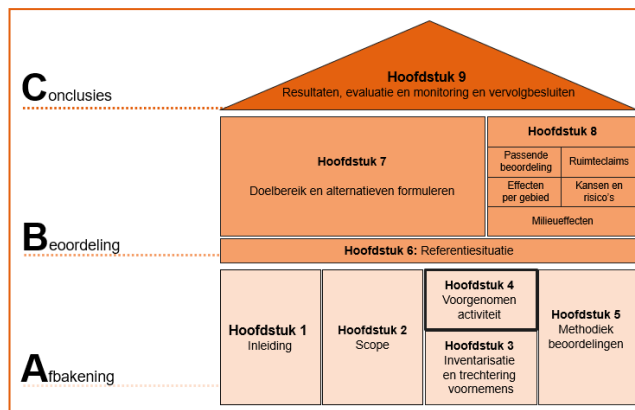 Conclusies
Hoofdstuk 9
Resultaten, evaluatie en monitoring en vervolgbesluiten
Hoofdstuk 7
Doelbereik en alternatieven formuleren
Hoofdstuk 8
Passende
beoordeling
Ruimteclaims
Effecten
per gebied
Kansen en
risico's
Milieueffecten
Beoordeling
Hoofdstuk 6: Referentiesituatie
Afbakening
Hoofdstuk 1
Inleiding
Hoofdstuk 2
Scope
Hoofdstuk 4
Voorgenomen
activiteit
Hoofdstuk 3
Inventarisatie
en trechtering
voornemens
Hoofdstuk 5
Methodiek
beoordelingen